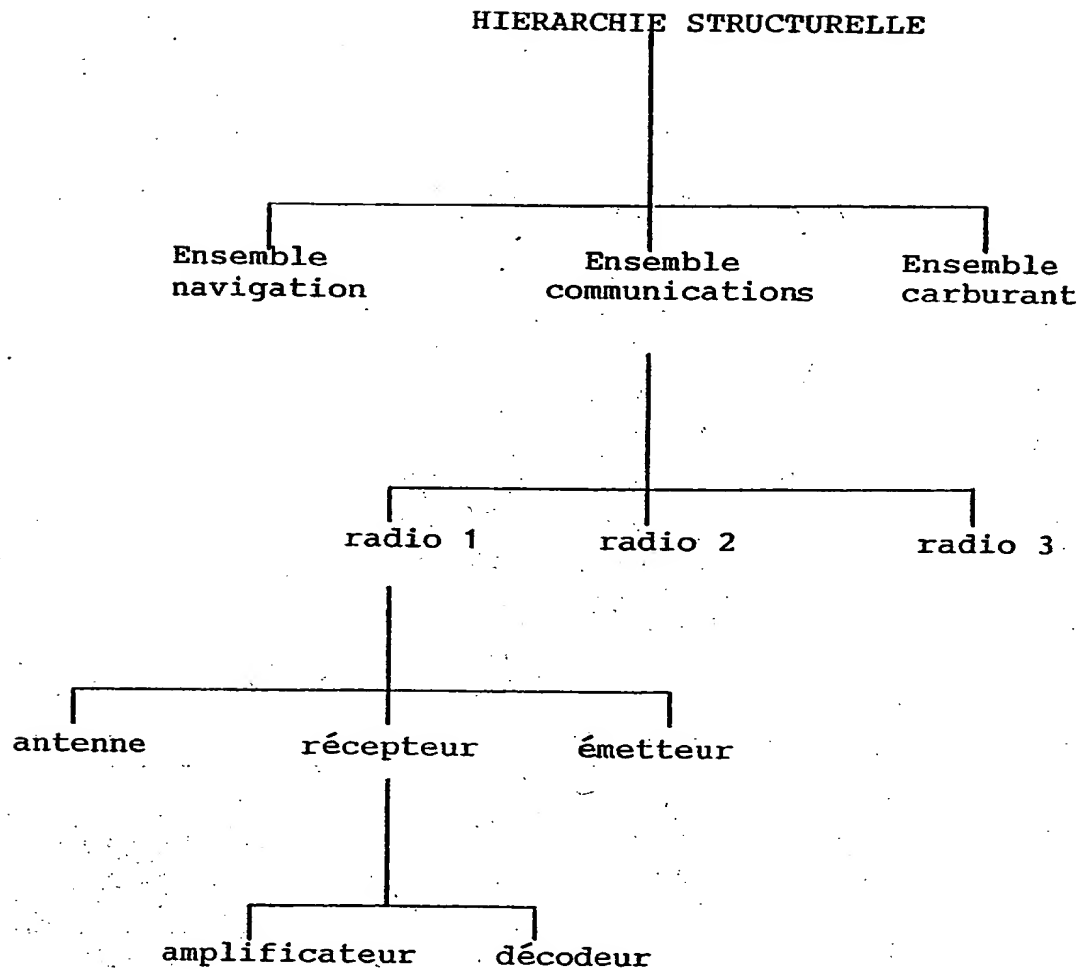 HIERARCHIE STRUCTURELLE
Ensemble
navigation
Ensemble
communications
Ensemble
carburant
radio 1
radio 2
radio 3
antenne
récepteur
émetteur
amplificateur
décodeur